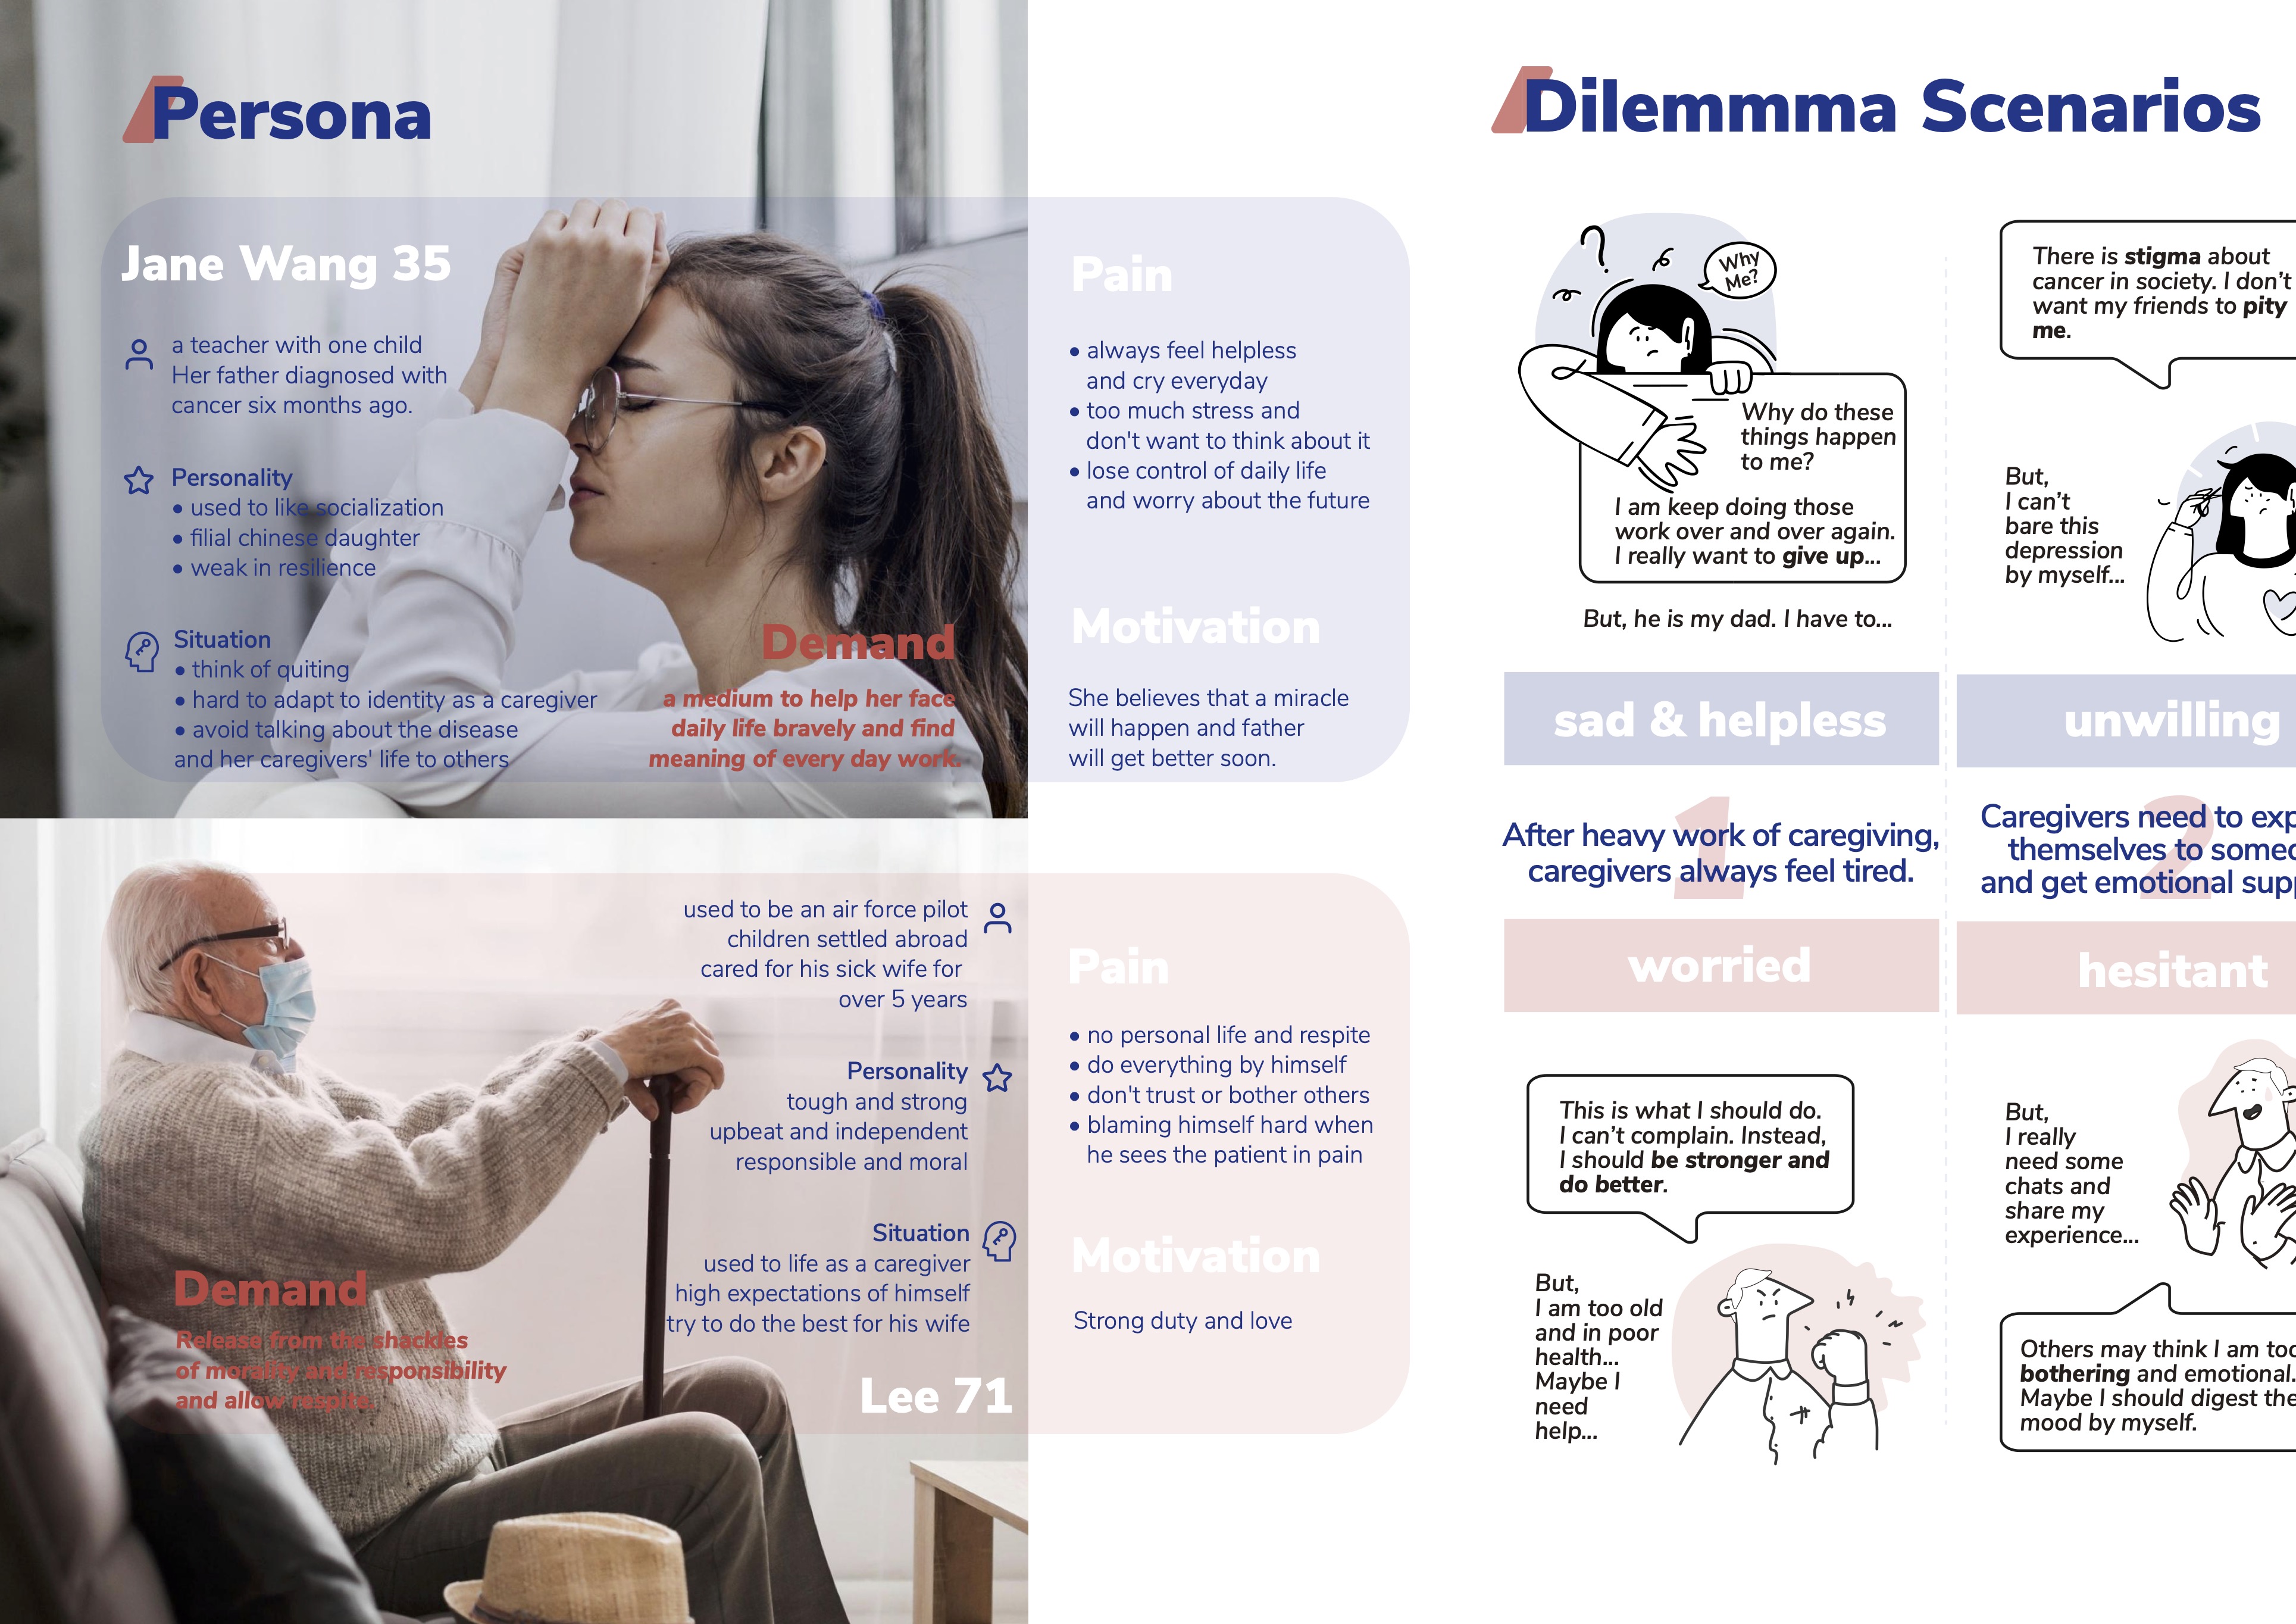 Persona
Jane Wang 35
a teacher with one child
Her father diagnosed with
cancer six months ago.
Personality
• used to like socialization
• filial chinese daughter
• weak in resilience
Situation
• think of quiting
• hard to adapt to identity as a caregiver
• avoid talking about the disease
and her caregivers' life to others
Demand
a medium to help her face
daily life bravely and find
meaning of every day work.
Pain
• always feel helpless
and cry everyday
• too much stress and
don't want to think about it
• lose control of daily life
and worry about the future
Motivation
She believes that a miracle
will happen and father
will get better soon.
used to be an air force pilot
children settled abroad
cared for his sick wife for
over 5 years
Personality
tough and strong
upbeat and independent
responsible and moral
Situation
used to life as a caregiver
high expectations of himself
try to do the best for his wife
Lee 71
Demand
Release from the shackles
of morality and responsibility
and allow respite.
Pain
• no personal life and respite
• do everything by himself
• don't trust or bother others
• blaming himself hard when
he sees the patient in pain
Motivation
Strong duty and love
Dilemmma Scenarios
?
Why
Me?
Why do these
things happen
to me?
I am keep doing those
work over and over again.
I really want to give up...
But, he is my dad. I have to...
sad & helpless
1
After heavy work of caregiving,
caregivers always feel tired.
worried
This is what I should do.
I can't complain. Instead,
I should be stronger and
do better.
But,
I am too old
and in poor
health...
Maybe I
need
help...
There is stigma about
cancer in society. I don't
want my friends to pity
me.
But,
I can't
bare this
depression
by myself...
unwilling
2
Caregivers need to
themselves to
and get emotional
hesitant
But,
I really
need some
chats and
share my
experience...
Others may think I am
bothering and emotional.
Maybe I should digest the
mood by myself.